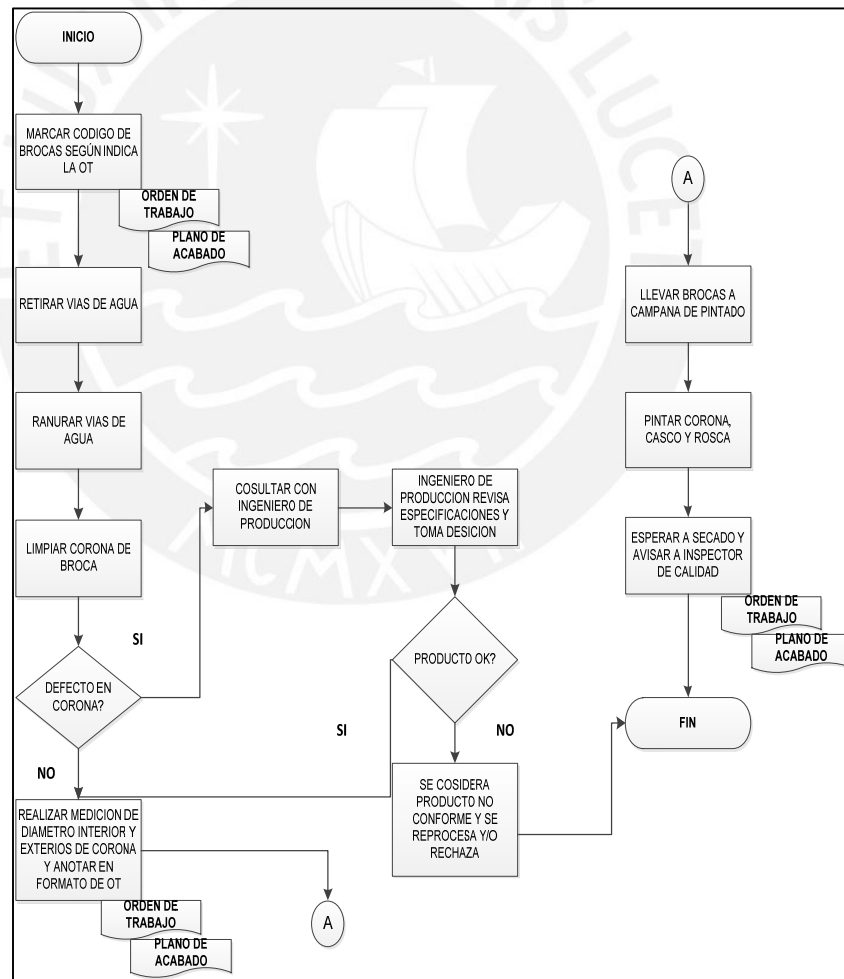 INICIO
MARCAR CODIGO DE
BROCAS SEGÚN INDICA
LA OT
ORDEN DE
TRABAJO
PLANO DE
ACABADO
RETIRAR VIAS DE AGUA
RANURAR VIAS DE
AGUA
LIMPIAR CORONA DE
BROCA
DEFECTO EN
CORONA?
SI
NO
COSULTAR CON
INGENIERO DE
PRODUCCION
INGENIERO DE
PRODUCCION REVISA
ESPECIFICACIONES Y
TOMA DESICION
PRODUCTO OK?
SI
NO
SE COSIDERA
PRODUCTO NO
CONFORME Y SE
REPROCESA Y/O
RECHAZA
REALIZAR MEDICION DE
DIAMETRO INTERIOR Y
EXTERIOS DE CORONA
Y ANOTAR EN
FORMATO DE OT
ORDEN DE
TRABAJO
PLANO DE
ACABADO
A
A
LLEVAR BROCAS A
CAMPANA DE PINTADO
PINTAR CORONA,
CASCO Y ROSCA
ESPERAR A SECADO Y
AVISAR A INSPECTOR
DE CALIDAD
ORDEN DE
TRABAJO
PLANO DE
ACABADO
FIN
MCMXVII